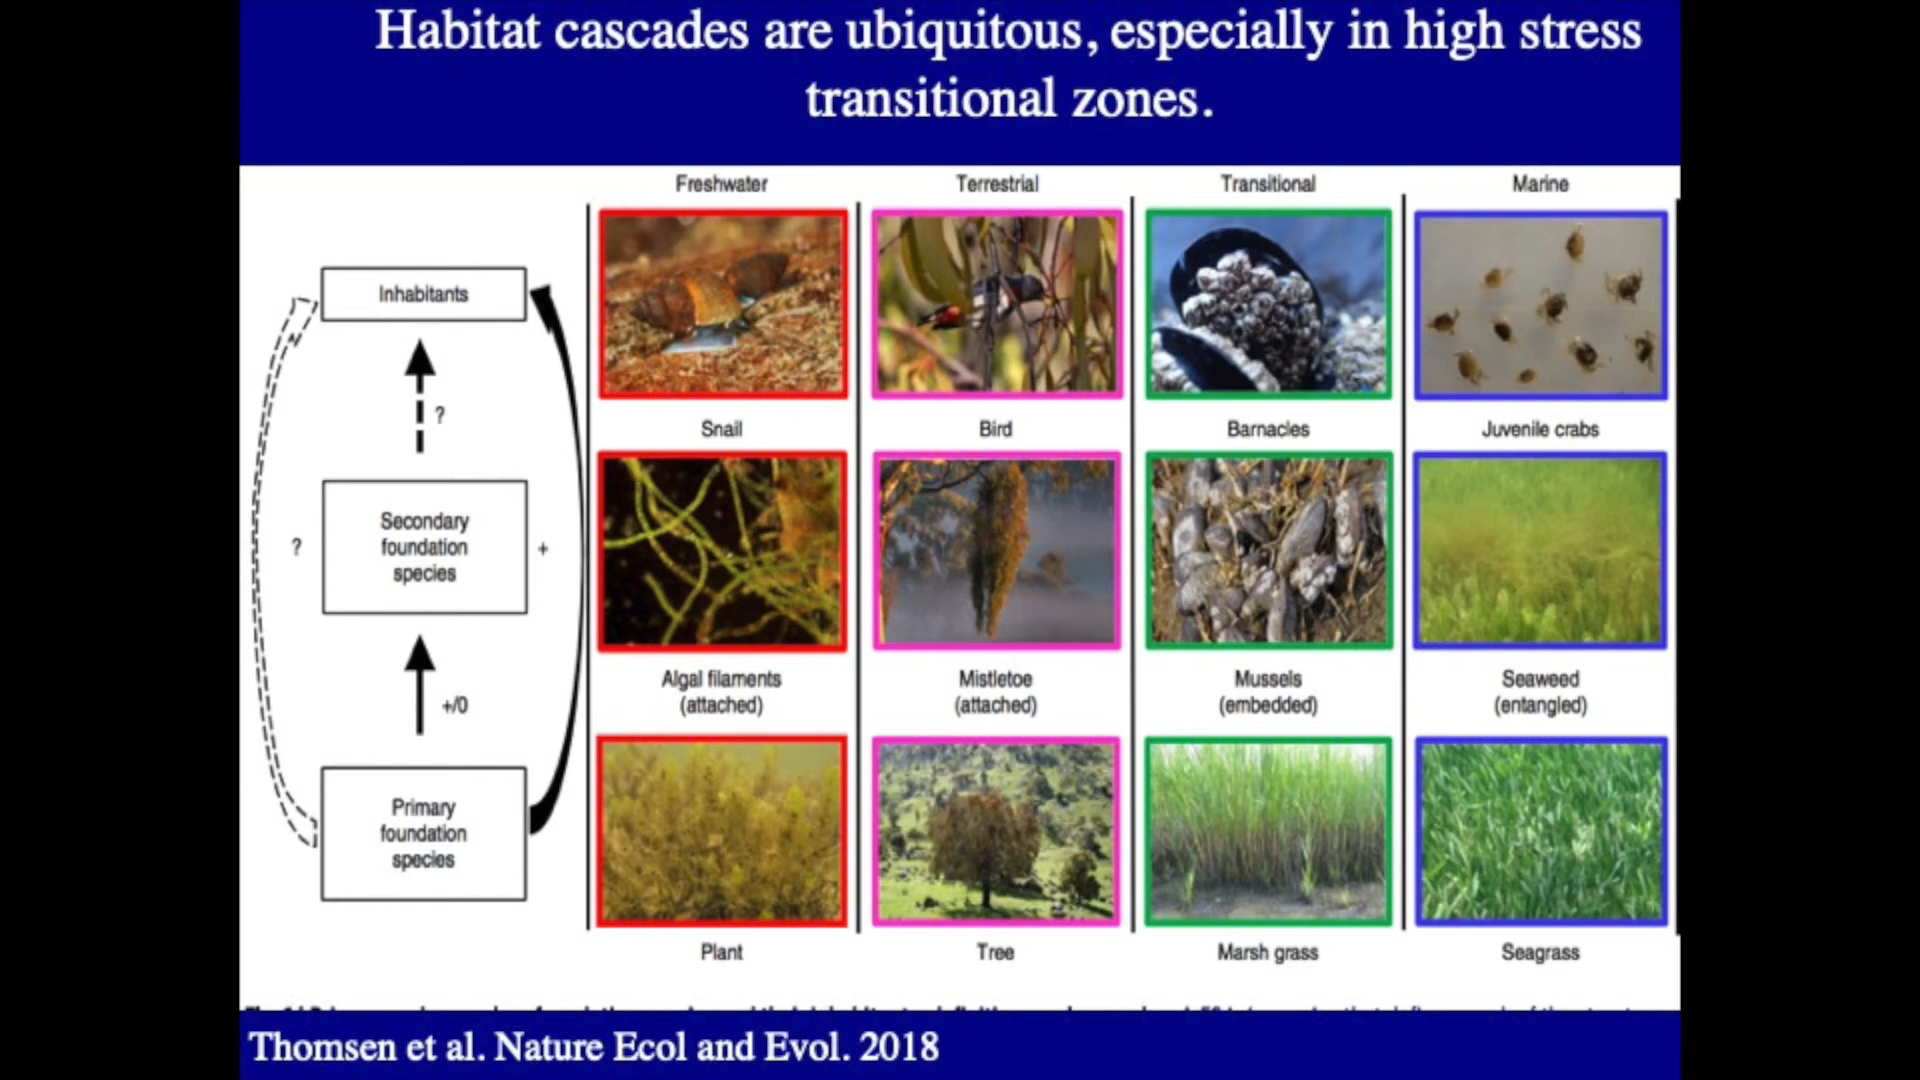 Habitat cascades are ubiquitous, especially in high stress
transitional zones.
Freshwater
Terrestrial
Transitional
Marine
Inhabitants
?
Secondary
foundation
species
?
+
+/0
Primary
foundation
species
Snail
Bird
Barnacles
Juvenile crabs
Algal filaments
(attached)
Mistletoe
(attached)
Mussels
(embedded)
Seaweed
(entangled)
Plant
Tree
Marsh grass
Seagrass
Thomsen et al. Nature Ecol and Evol. 2018